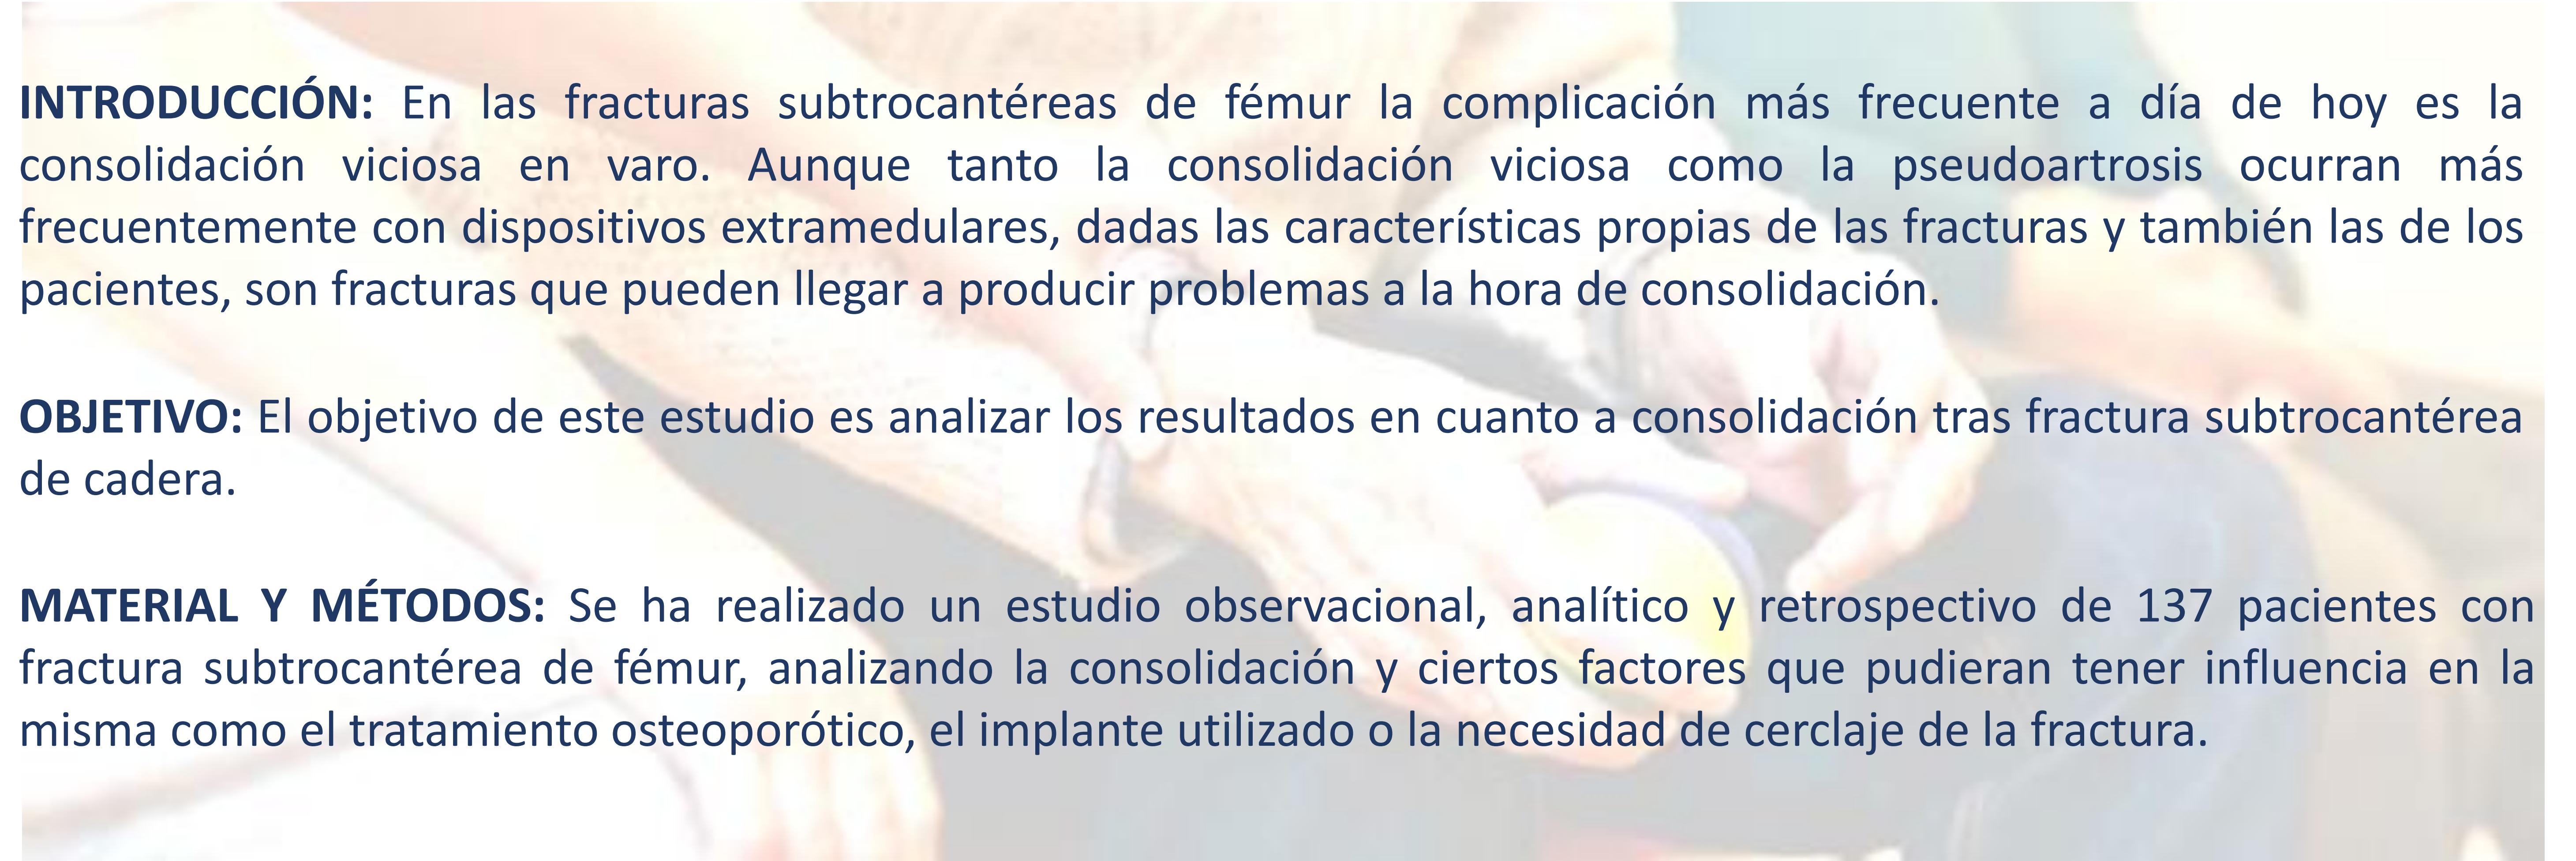 INTRODUCCIÓN: En las fracturas subtrocantéreas de fémur la complicación más frecuente a día de hoy es la
consolidación viciosa en varo. Aunque tanto la consolidación viciosa como la pseudoartrosis ocurran más
frecuentemente con dispositivos extramedulares, dadas las características propias de las fracturas y también las de los
pacientes, son fracturas que pueden llegar a producir problemas a la hora de consolidación.
OBJETIVO: El objetivo de este estudio es analizar los resultados en cuanto a consolidación tras fractura subtrocantérea
de cadera.
MATERIAL Y MÉTODOS: Se ha realizado un estudio observacional, analítico y retrospectivo de 137 pacientes con
fractura subtrocantérea de fémur, analizando la consolidación y ciertos factores que pudieran tener influencia en la
misma como el tratamiento osteoporótico, el implante utilizado o la necesidad de cerclaje de la fractura.